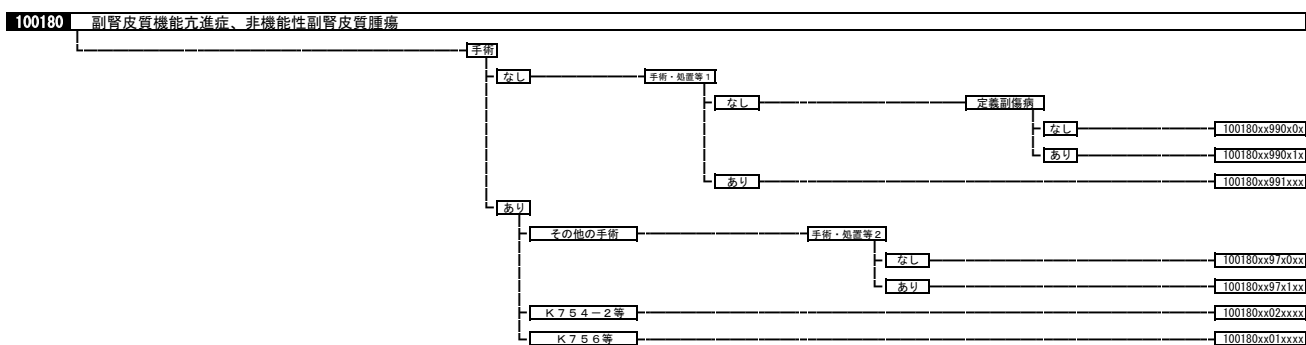 100180 副腎皮質機能亢進症、非機能性副腎皮質腫瘍
手術
なし 手術・処置等１
なし 定義副傷病
なし 100180xx990x0x
あり 100180xx990x1x
あり 100180xx991xxx
あり
その他の手術 手術・処置等２
なし 100180xx97x0xx
あり 100180xx97x1xx
Ｋ７５４－２等 100180xx02xxxx
Ｋ７５６等 100180xx01xxxx